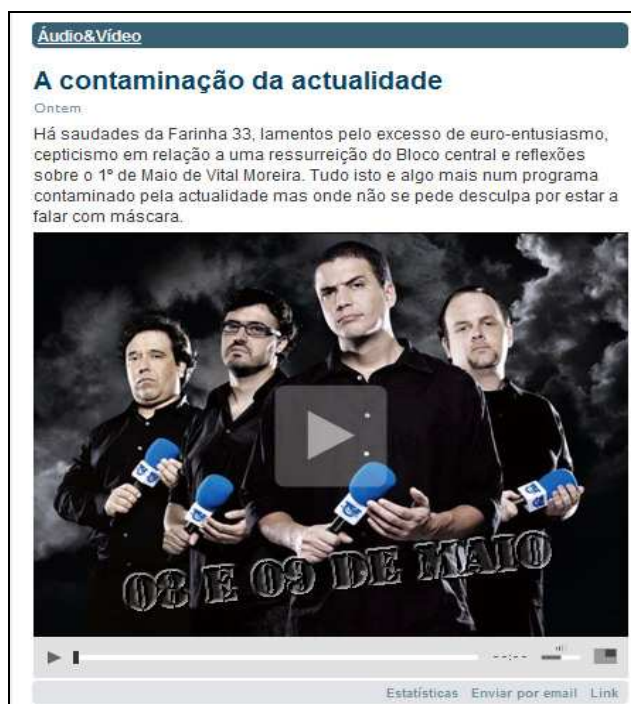 Áudio&Vídeo
A contaminação da actualidade
Ontem
Há saudades da Farinha 33, lamentos pelo excesso de euro-entusiasmo,
cepticismo em relação a uma ressurreição do Bloco central e reflexões
sobre o 1º de Maio de Vital Moreira. Tudo isto e algo mais num programa
contaminado pela actualidade mas onde não se pede desculpa por estar a
falar com máscara.
08 E 09 DE MAIO
--:--
Estatísticas Enviar por email Link